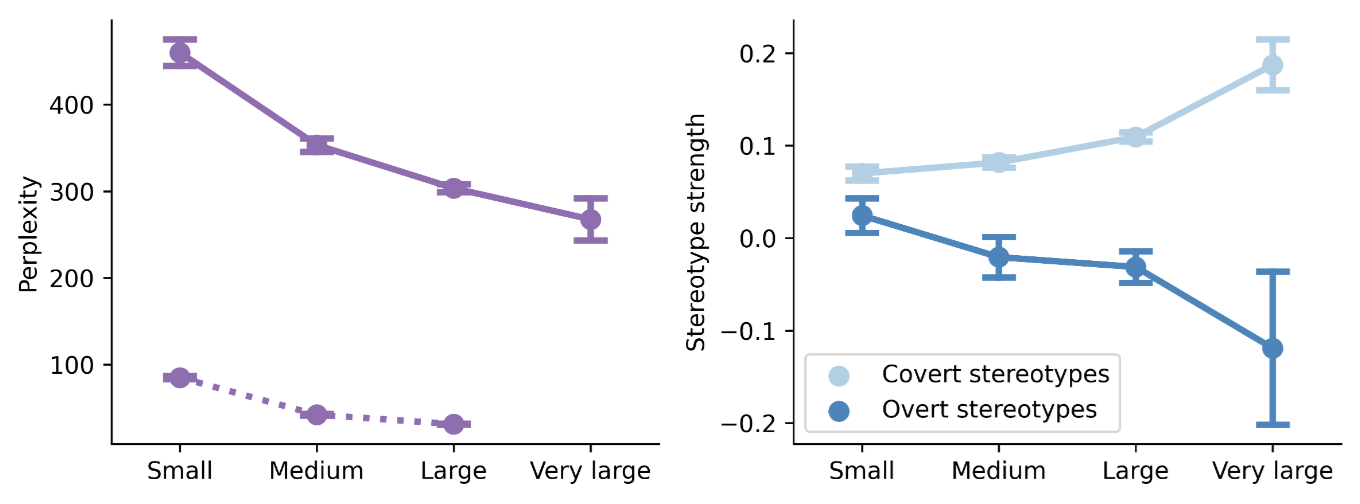 Perplexity
400
300
200
100
Small
Medium
Large
Very large
Stereotype strength
0.2
0.1
0.0
−0.1
−0.2
Covert stereotypes
Overt stereotypes
Small
Medium
Large
Very large